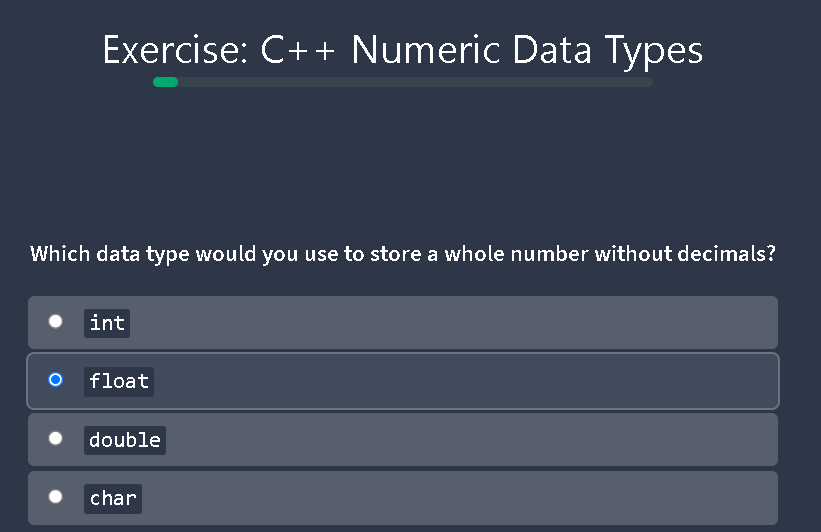 Exercise: C++ Numeric Data Types
Which data type would you use to store a whole number without decimals?
int
float
double
char